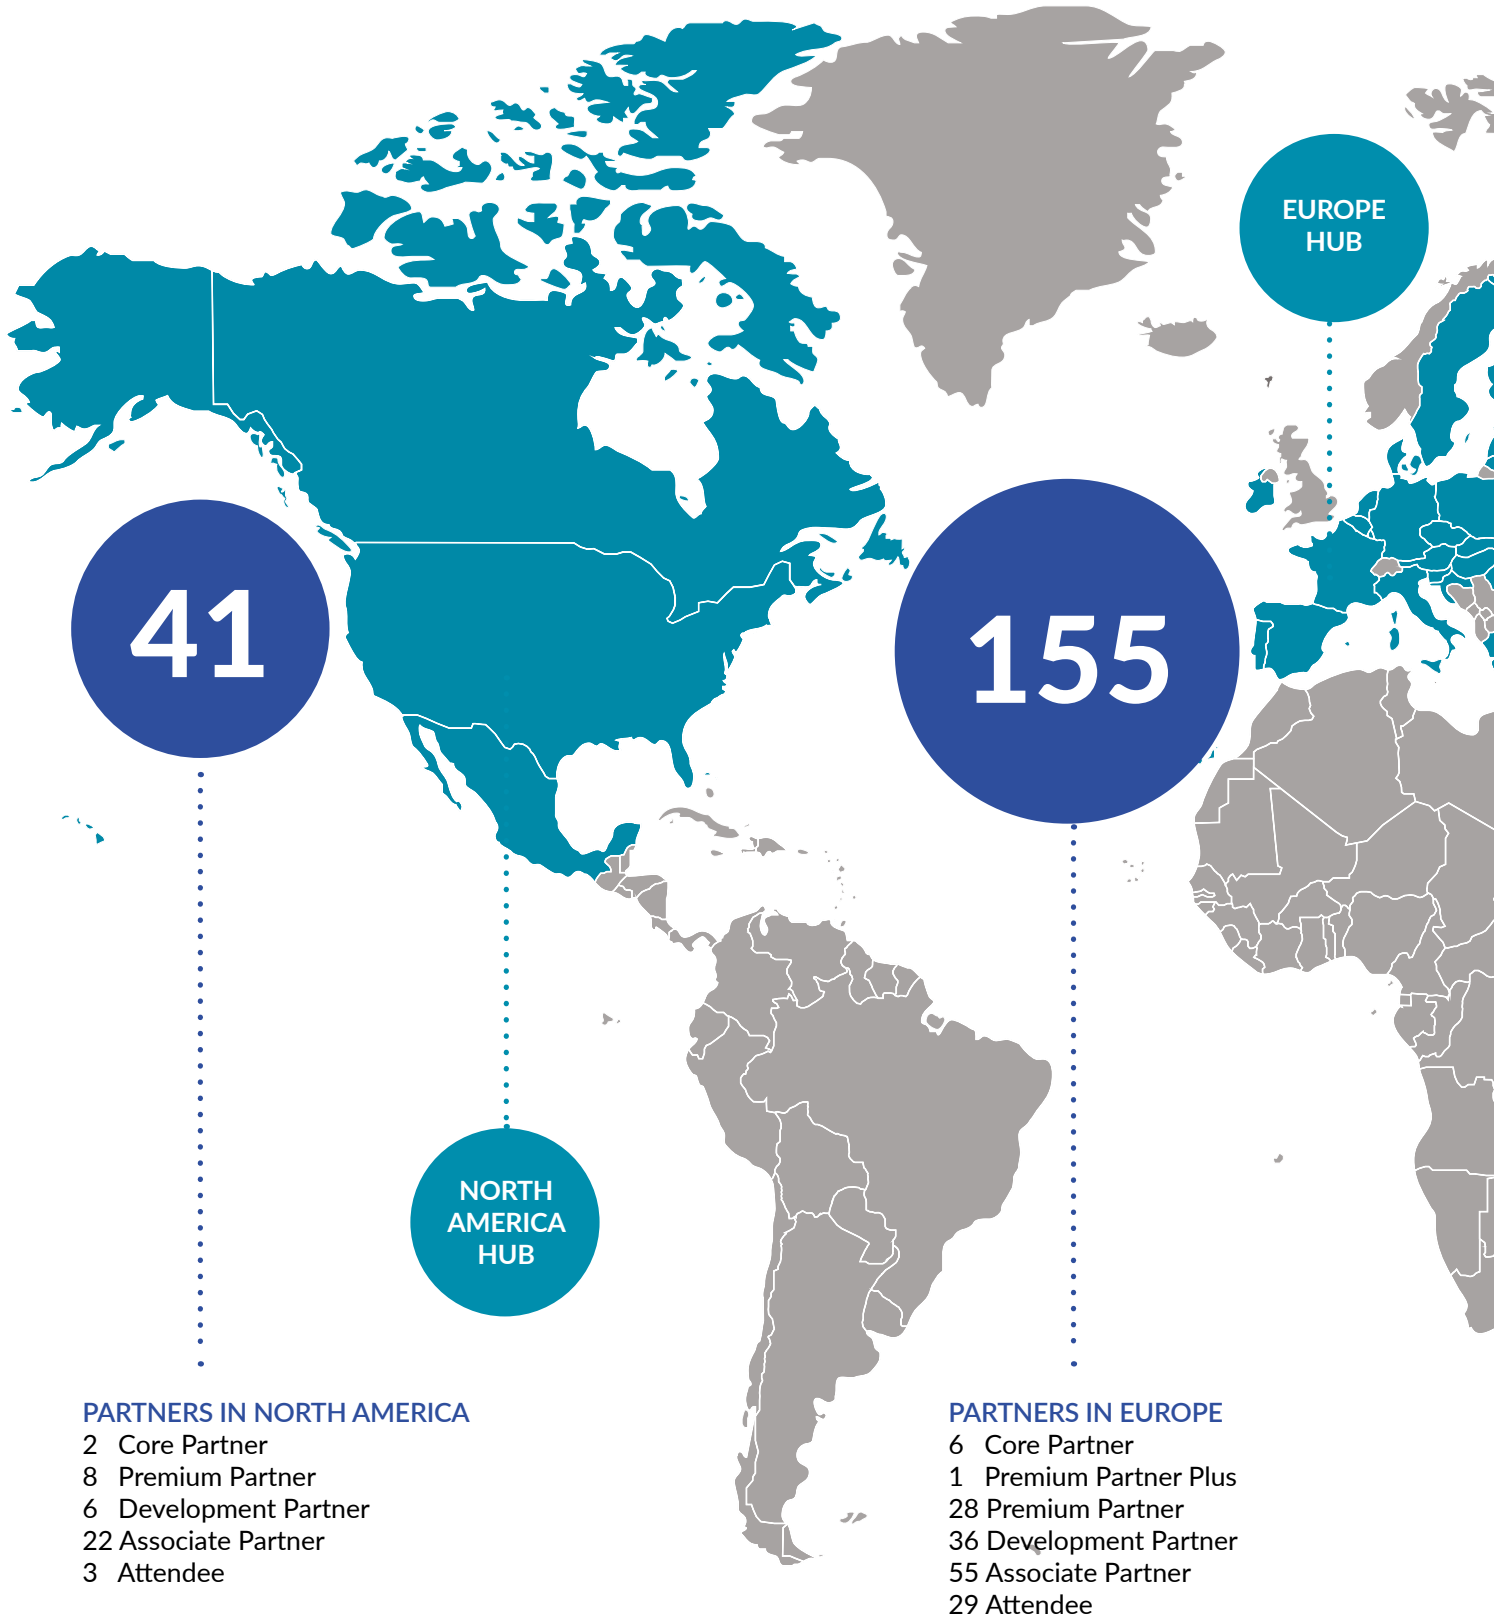 EUROPE
HUB
41
155
NORTH
AMERICA
HUB
PARTNERS IN NORTH AMERICA
2 Core Partner
8 Premium Partner
6 Development Partner
22 Associate Partner
3 Attendee
PARTNERS IN EUROPE
6 Core Partner
1 Premium Partner Plus
28 Premium Partner
36 Development Partner
55 Associate Partner
29 Attendee